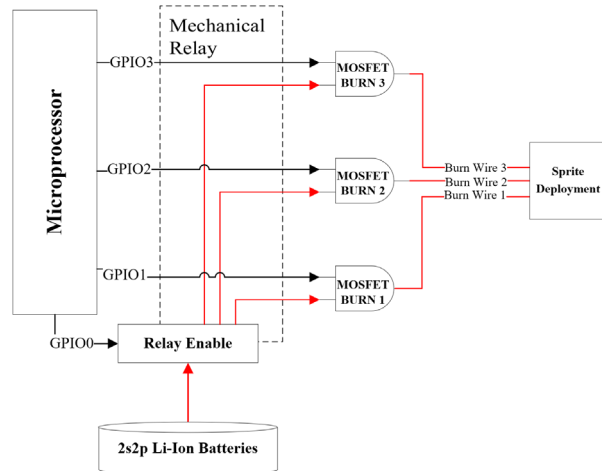 Mechanical
Relay
GPIO3
MOSFET
BURN 3
Microprocessor
GPIO2
MOSFET
BURN 2
Burn Wire 3
Burn Wire 2
Burn Wire 1
Sprite
Deployment
GPIO1
MOSFET
BURN 1
GPIO0
Relay Enable
2s2p Li-Ion Batteries